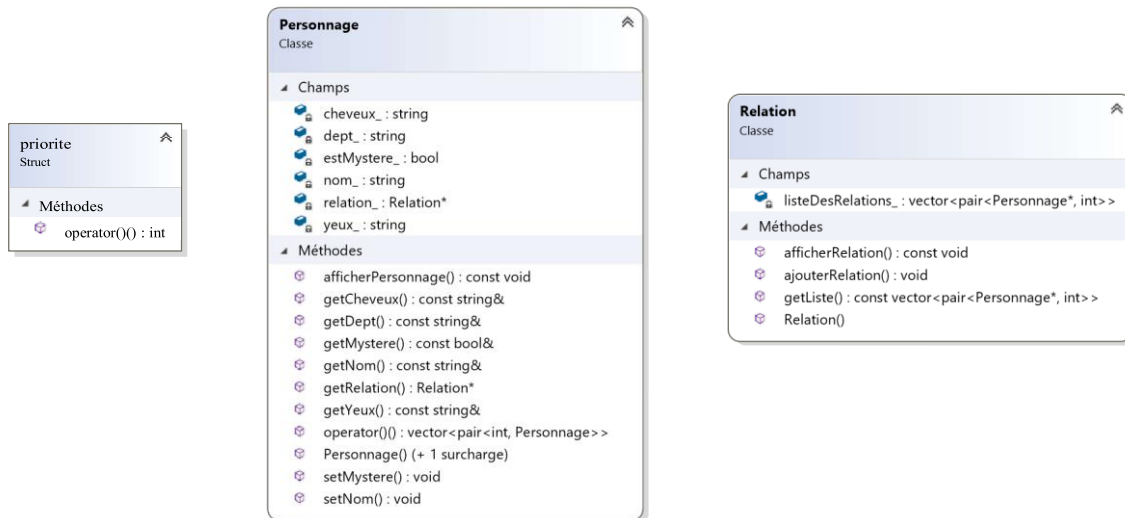 priorite
Struct
Méthodes
operator()() : int
Personnage
Classe
Champs
cheveux_ : string
dept_ : string
estMystere_ : bool
nom_ : string
relation_ : Relation*
yeux_ : string
Méthodes
afficherPersonnage() : const void
getCheveux() : const string&
getDept() : const string&
getMystere() : const bool&
getNom() : const string&
getRelation() : Relation*
getYeux() : const string&
operator()() : vector<pair<int, Personnage>>
Personnage() (+ 1 surcharge)
setMystere() : void
setNom() : void
Relation
Classe
Champs
listeDesRelations_ : vector<pair<Personnage*, int>>
Méthodes
afficherRelation() : const void
ajouterRelation() : void
getListe() : const vector<pair<Personnage*, int>>
Relation()